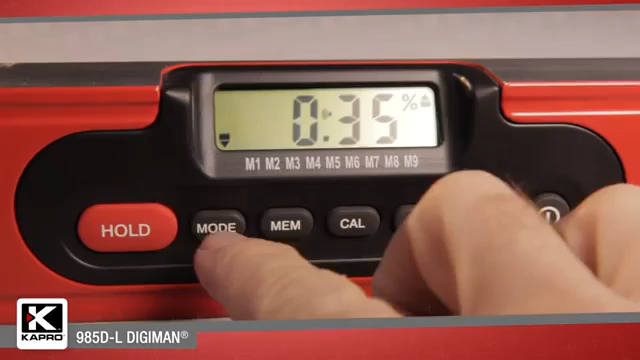 0.35 %
M1 M2 M3 M4 M5 M6 M7 M8 M9
HOLD
MODE
MEM
CAL
KAPRO
985D-L DIGIMAN®